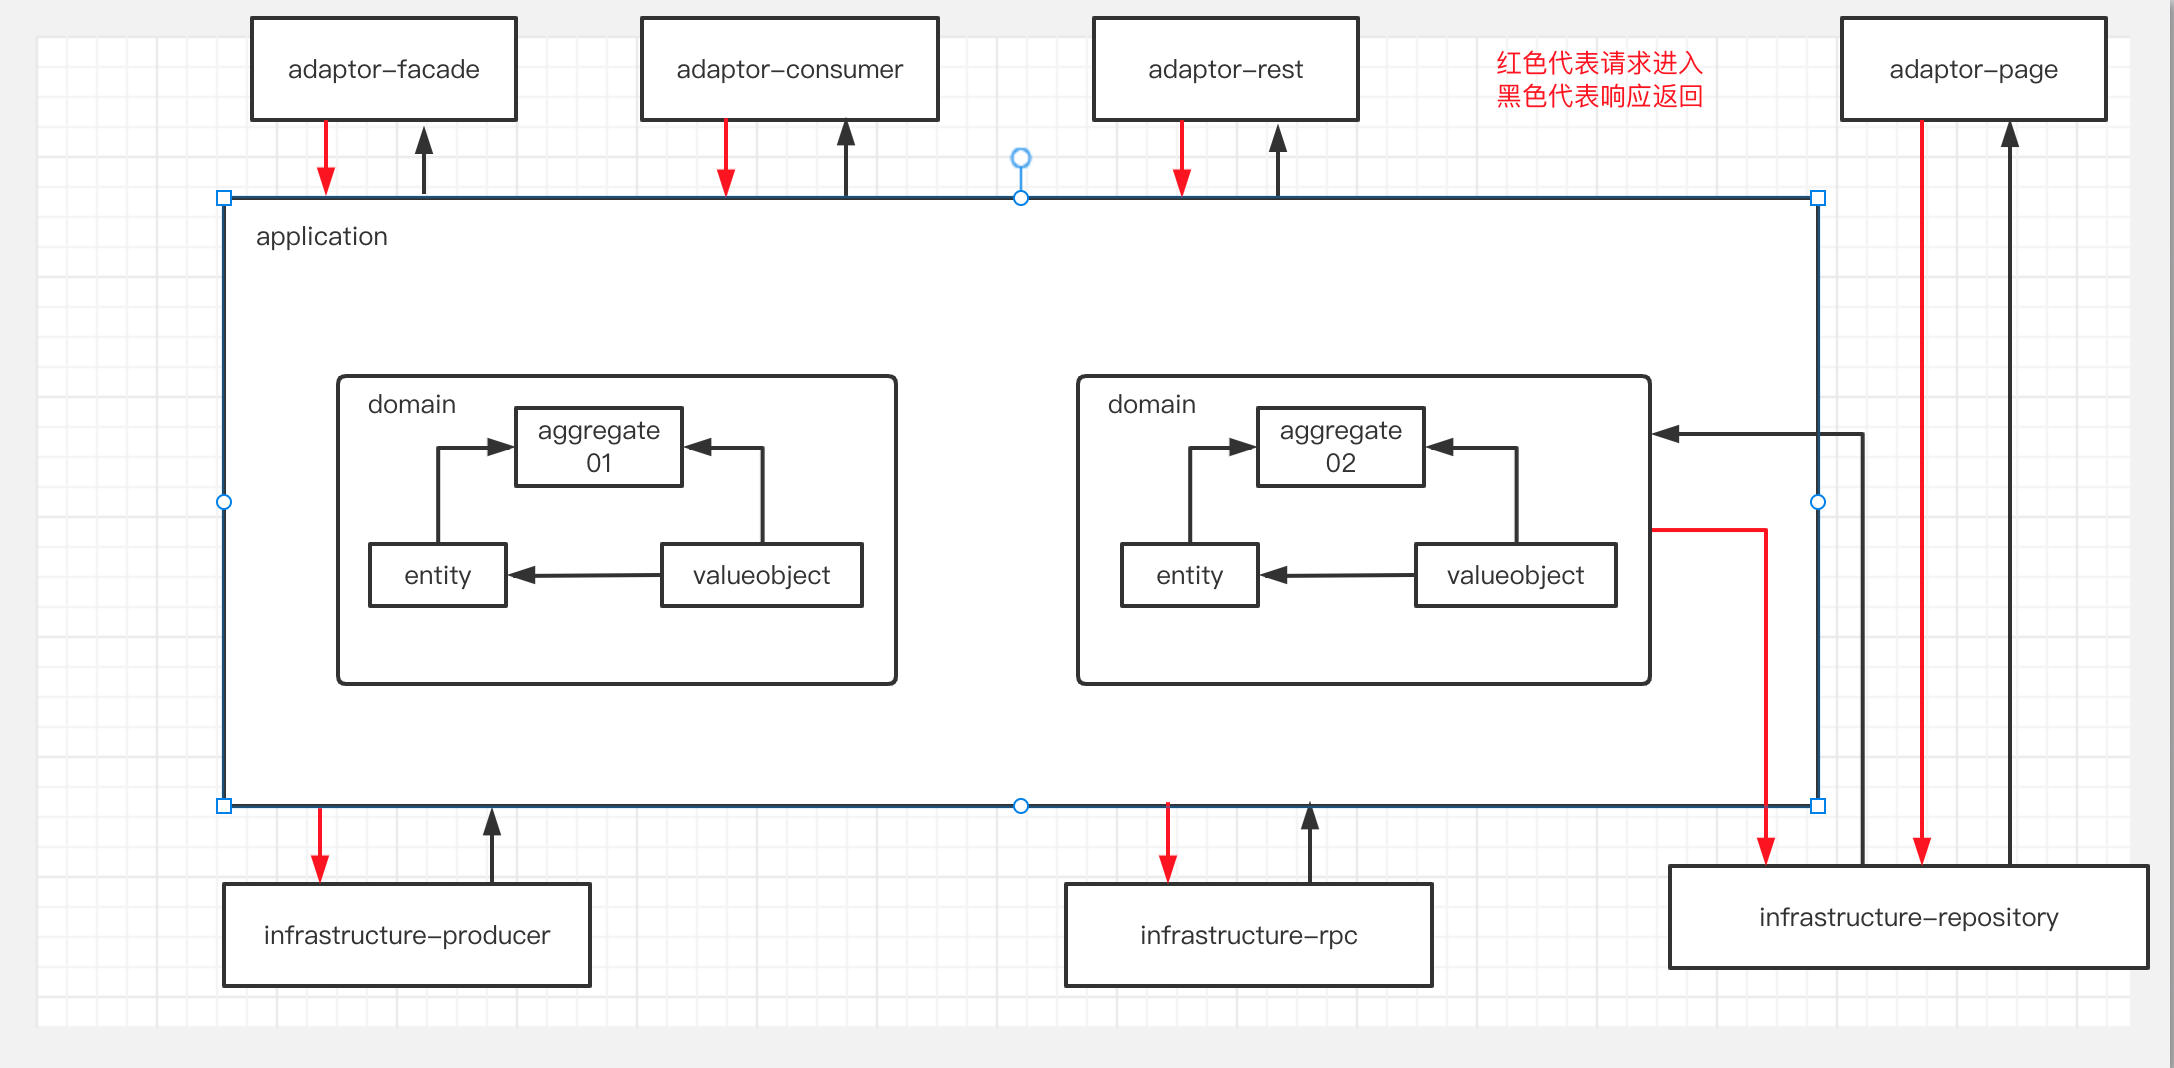 adaptor-facade
adaptor-consumer
adaptor-rest
红色代表请求进入
黑色代表响应返回
adaptor-page
application
domain
aggregate
01
entity
valueobject
domain
aggregate
02
entity
valueobject
infrastructure-producer
infrastructure-rpc
infrastructure-repository